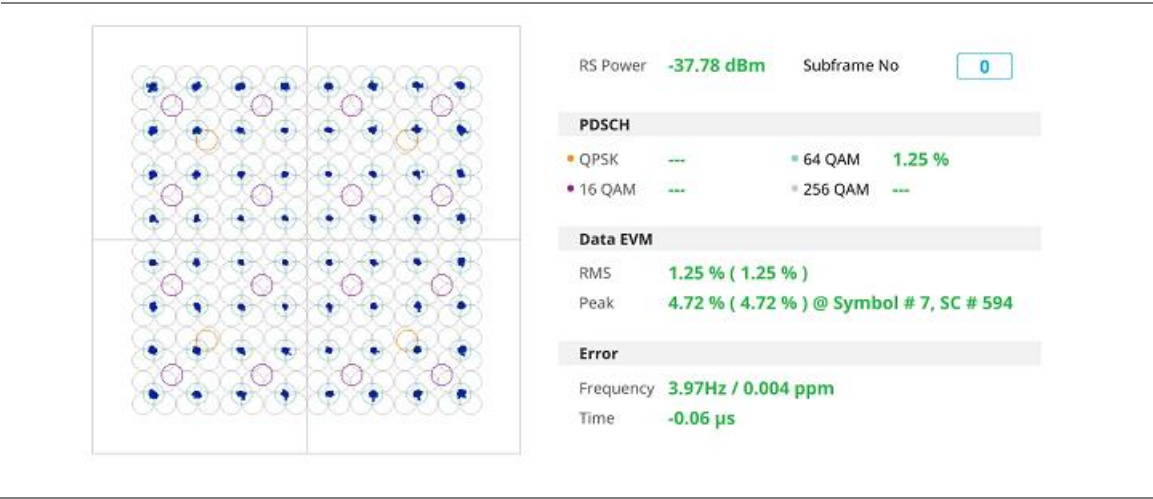 RS Power -37.78 dBm Subframe No 0
PDSCH
QPSK --- 64 QAM 1.25 %
16 QAM --- 256 QAM ---
Data EVM
RMS 1.25 % ( 1.25 % )
Peak 4.72 % ( 4.72 % ) @ Symbol # 7, SC # 594
Error
Frequency 3.97Hz / 0.004 ppm
Time -0.06 μs